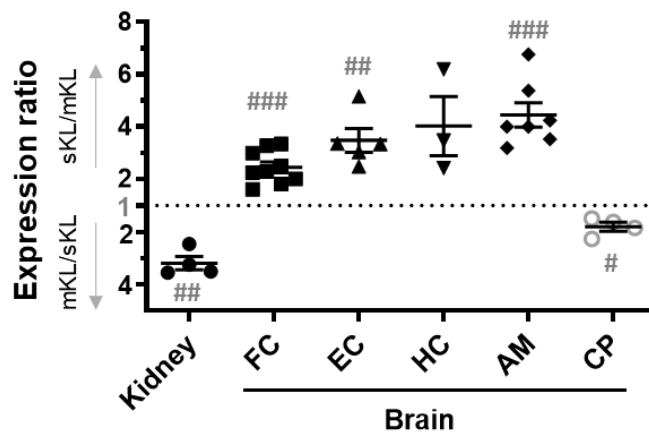 Expression ratio
sKL/mKL
mKL/sKL
8
6
4
2
1
2
4
###
##
###
##
#
Kidney
FC
EC
HC
AM
CP
Brain